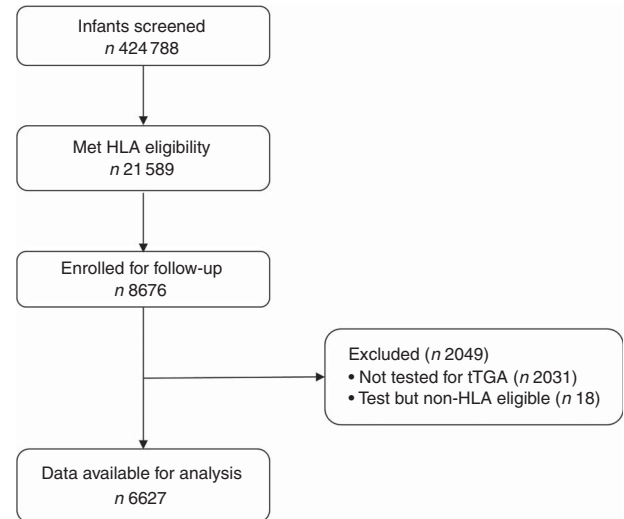 Infants screened
n 424 788
Met HLA eligibility
n 21 589
Enrolled for follow-up
n 8676
Excluded (n 2049)
• Not tested for tTGA (n 2031)
• Test but non-HLA eligible (n 18)
Data available for analysis
n 6627